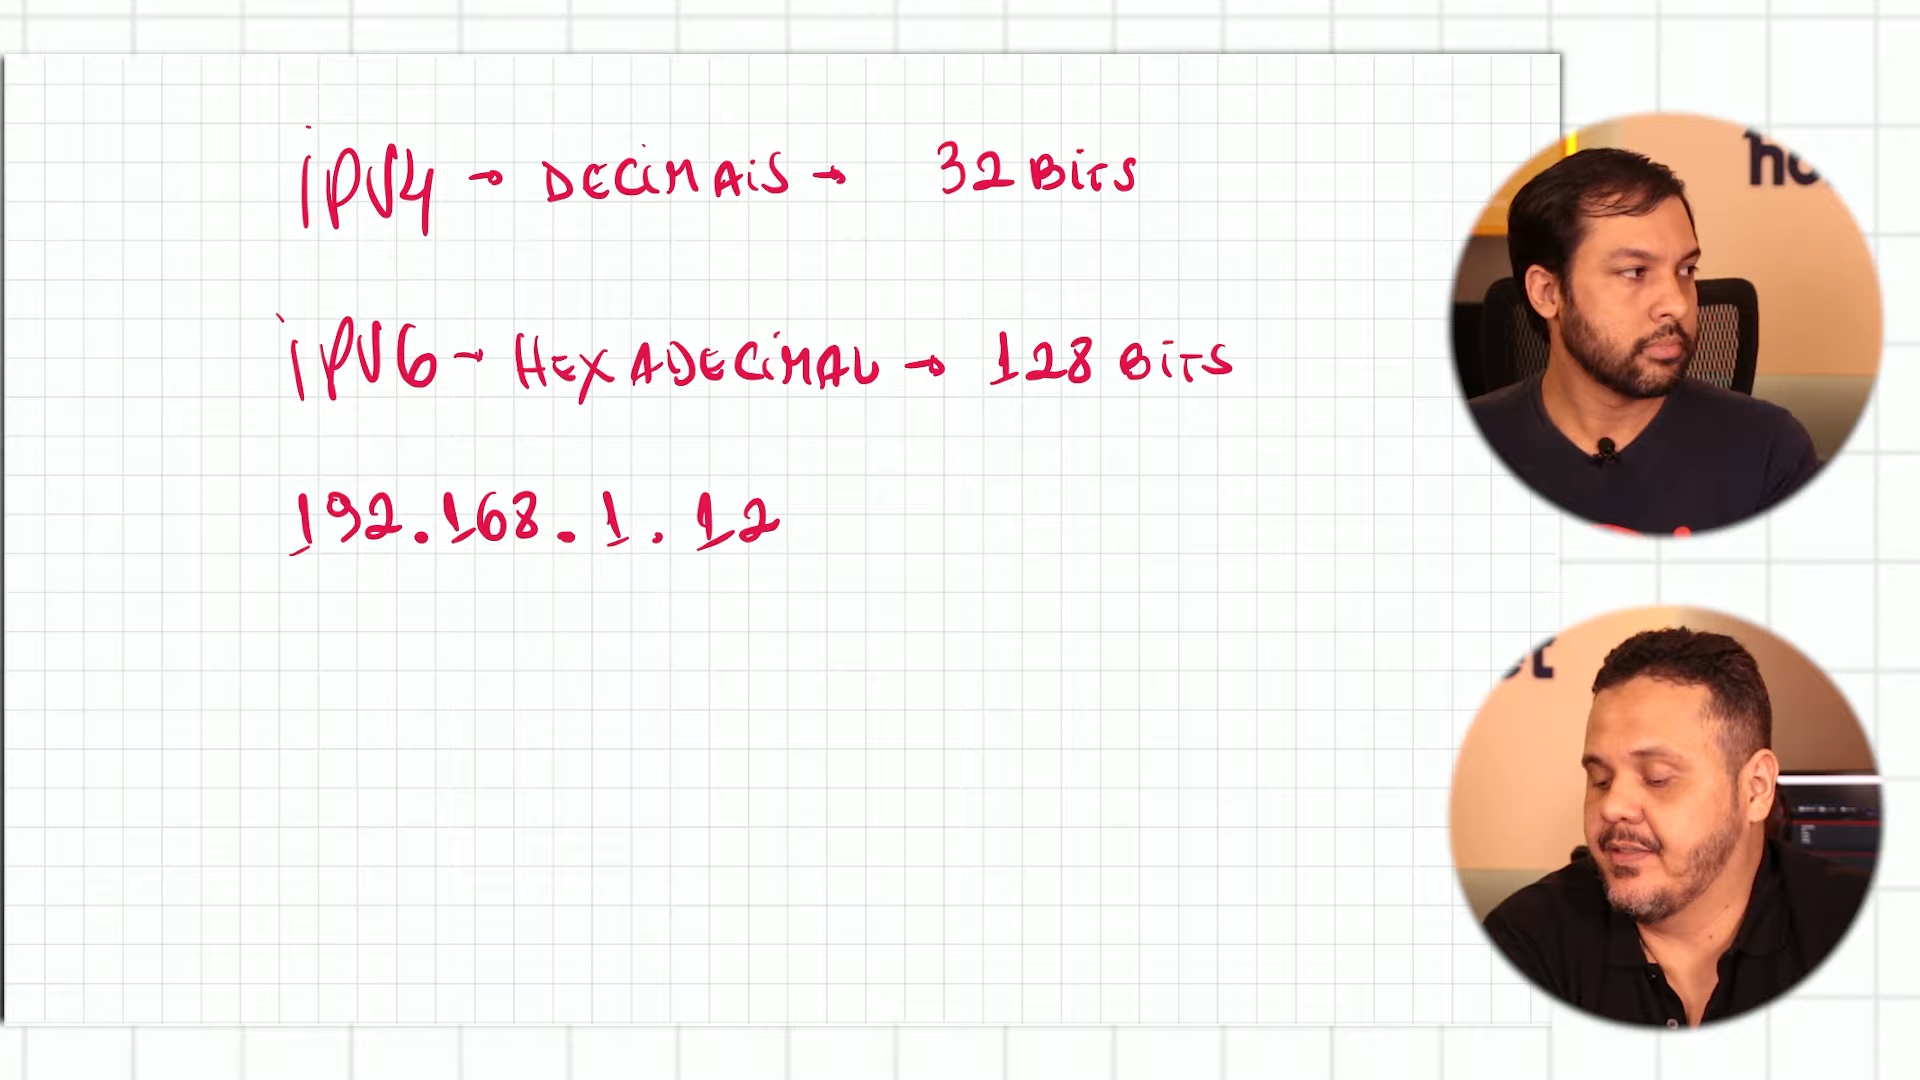 iPV4 → DECiMAiS → 32 BiTS
iPV6 → HEXADECiMAL → 128 BiTS
192.168.1.12